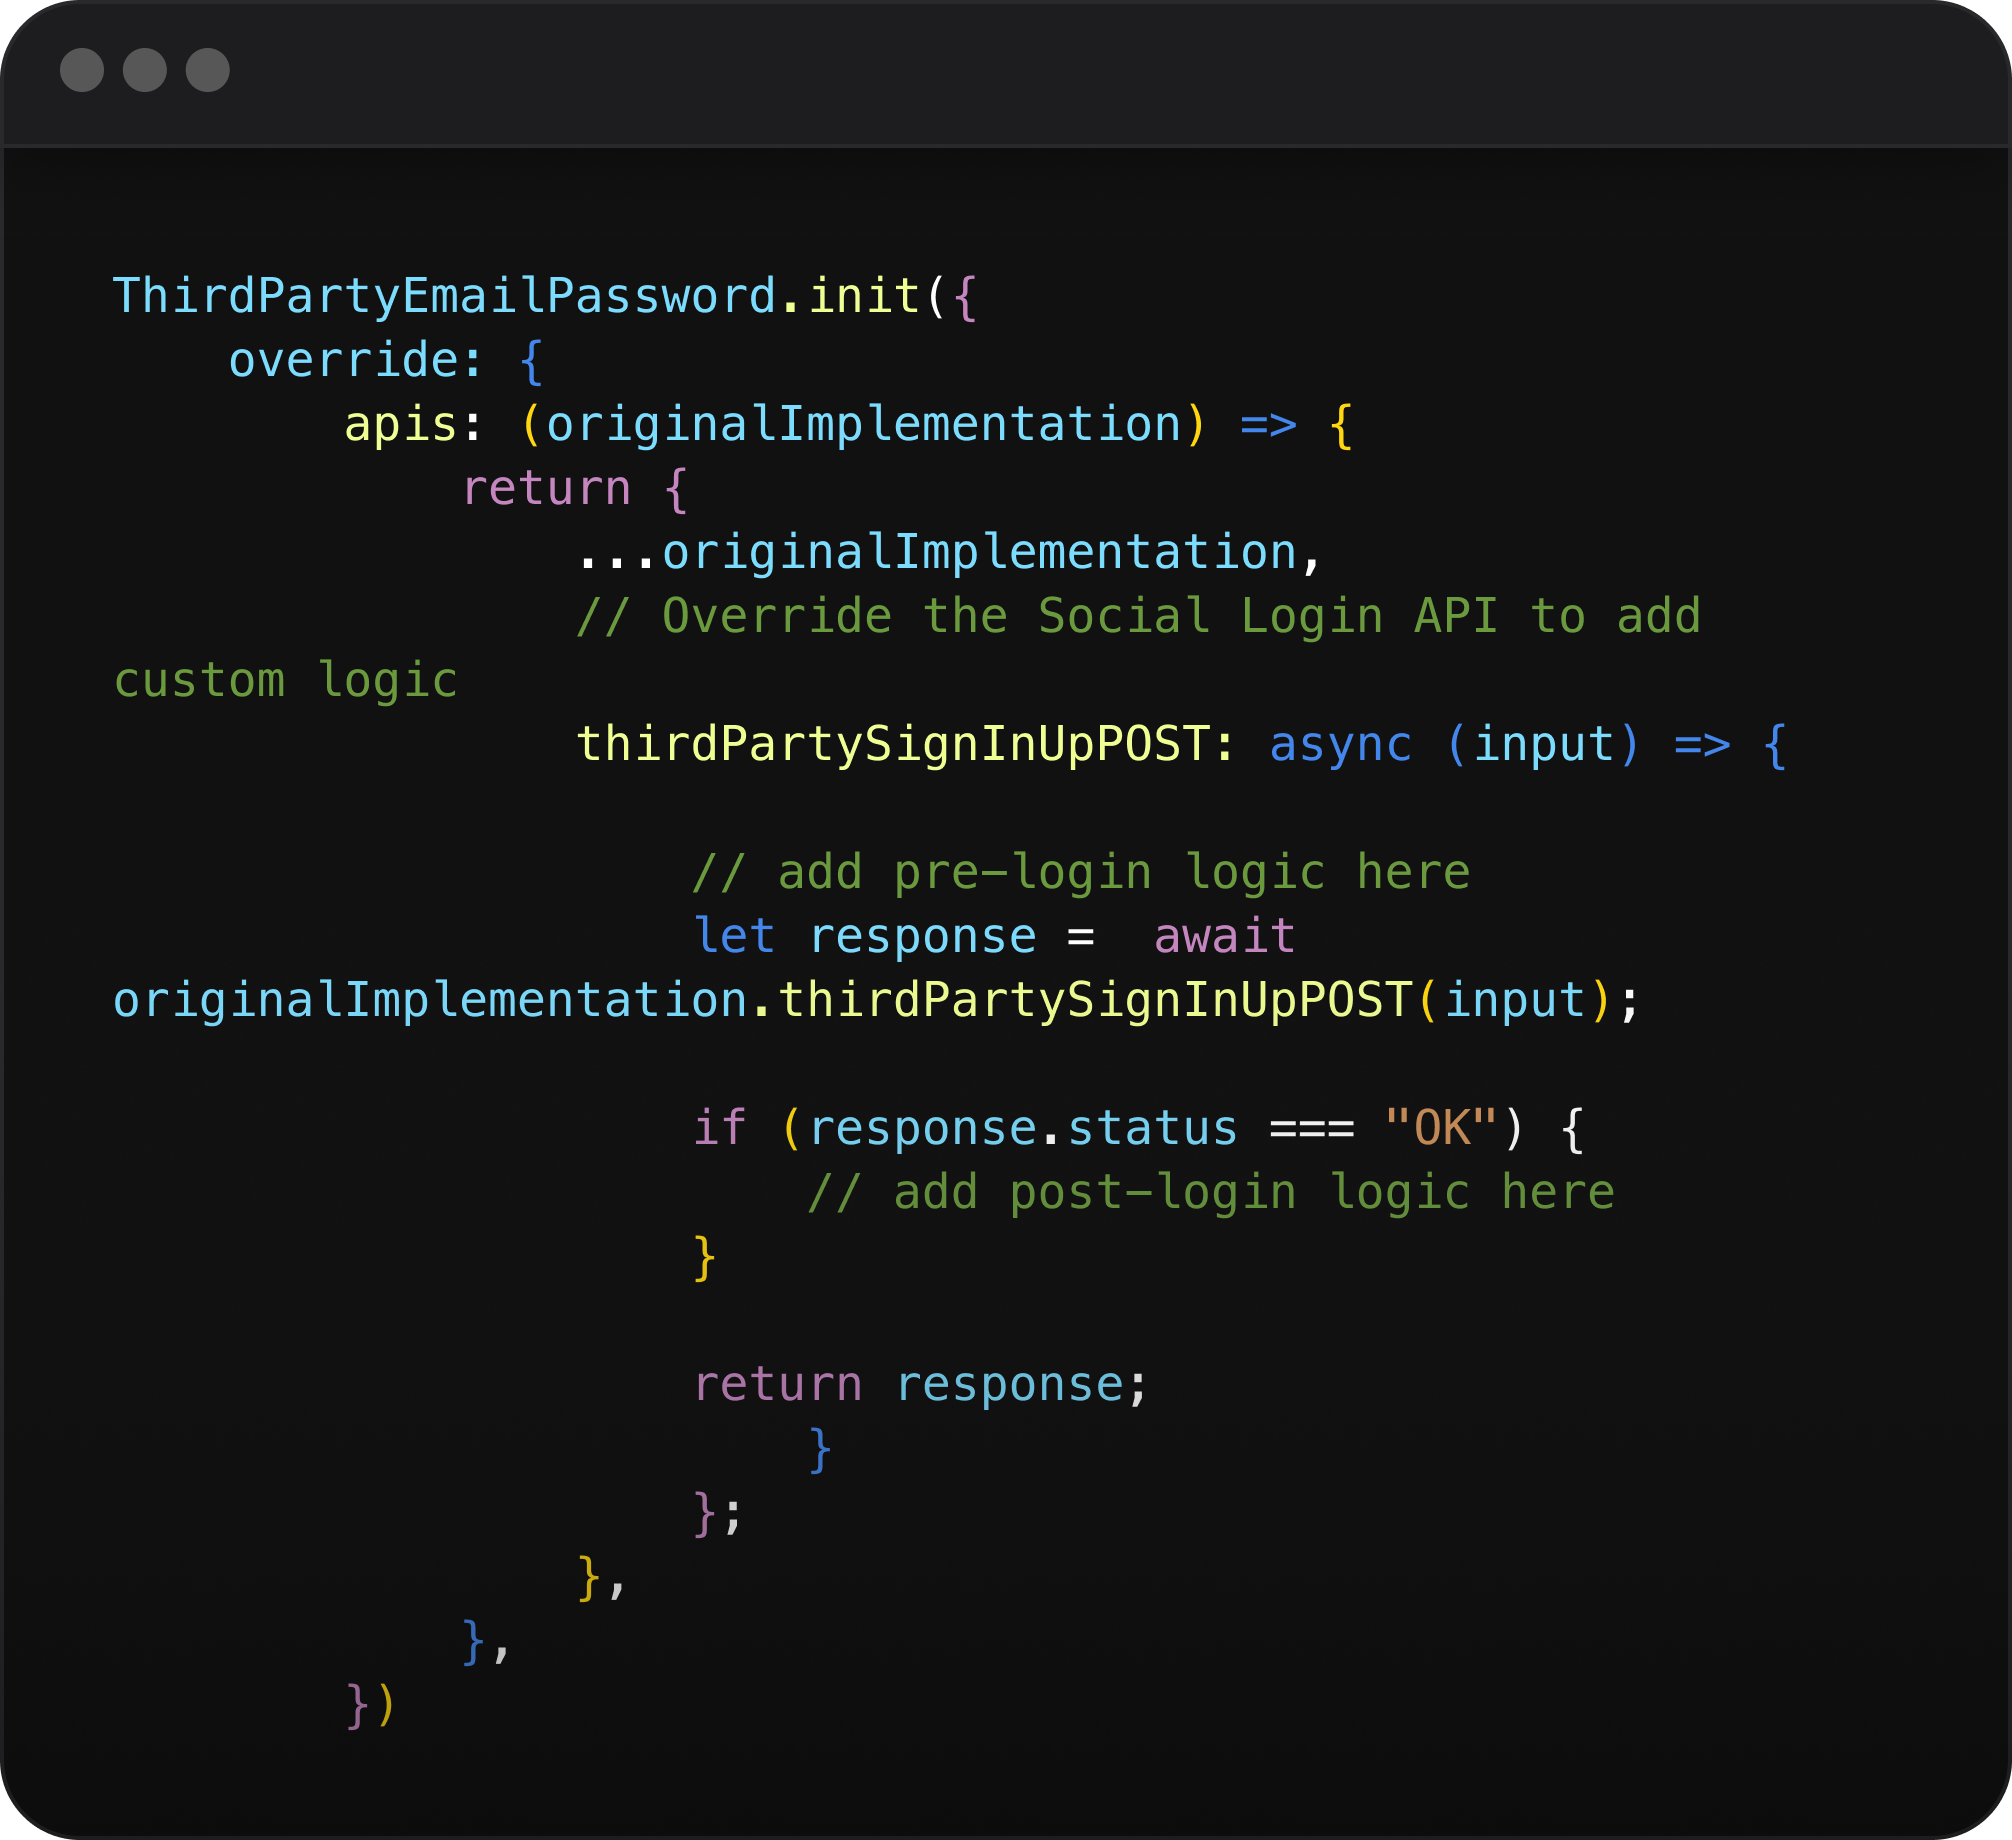 ThirdPartyEmailPassword.init({
    override: {
        apis: (originalImplementation) => {
            return {
                ...originalImplementation,
                // Override the Social Login API to add
custom logic
                thirdPartySignInUpPOST: async (input) => {

                    // add pre-login logic here
                    let response =  await
originalImplementation.thirdPartySignInUpPOST(input);

                    if (response.status === "OK") {
                        // add post-login logic here
                    }

                    return response;
                        }
                    };
                },
            },
        })